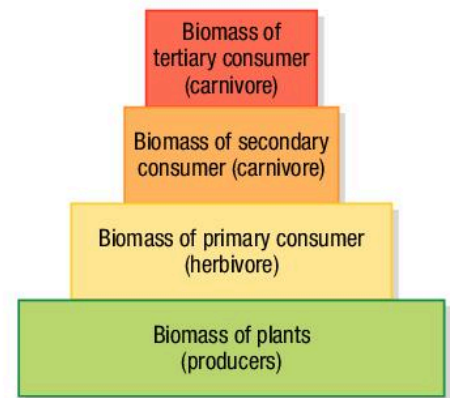 Biomass of
tertiary consumer
(carnivore)
Biomass of secondary
consumer (carnivore)
Biomass of primary consumer
(herbivore)
Biomass of plants
(producers)